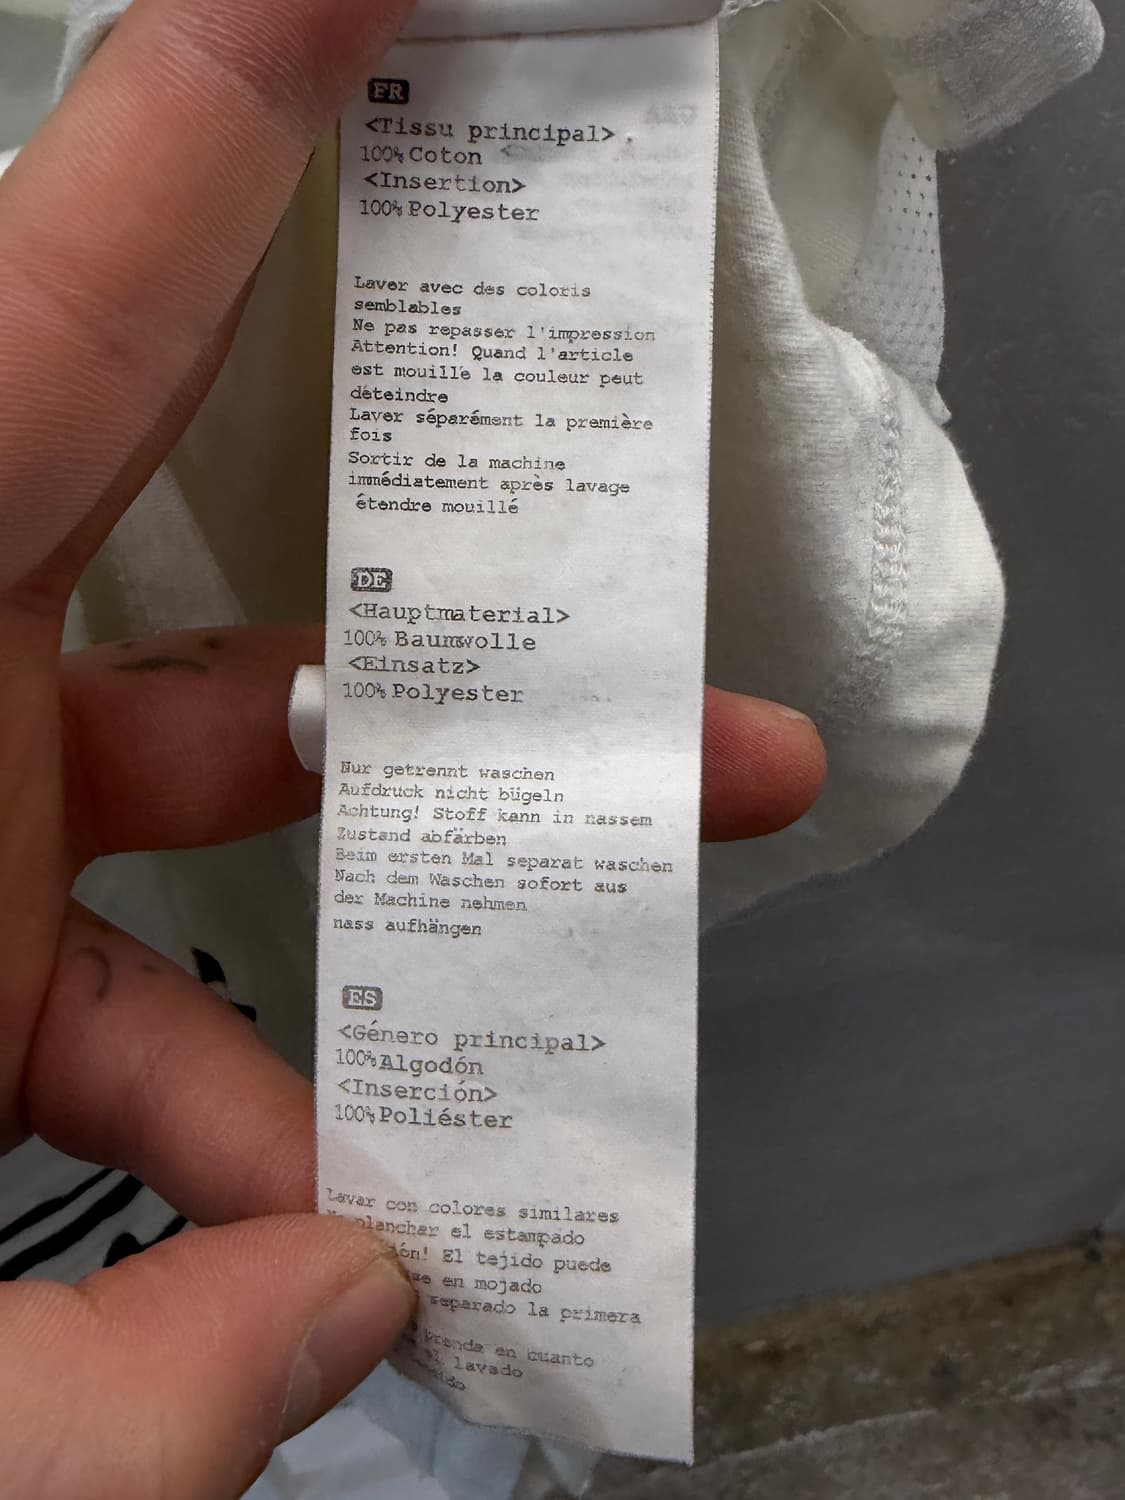 FR
<Tissu principal>
100% Coton
<Insertion>
100% Polyester
Laver avec des coloris
semblables
Ne pas repasser l'impression
Attention! Quand l'article
est mouillé la couleur peut
déteindre
Laver séparément la première
fois
Sortir de la machine
immédiatement après lavage
étendre mouillé
DE
<Hauptmaterial>
100% Baumwolle
<Einsatz>
100% Polyester
Nur getrennt waschen
Aufdruck nicht bügeln
Achtung! Stoff kann in nassem
Zustand abfärben
Beim ersten Mal separat waschen
Nach dem Waschen sofort aus
der Machine nehmen
nass aufhängen
ES
<Género principal>
100% Algodón
<Inserción>
100% Poliéster
Lavar con colores similares
planchar el estampado
El tejido puede
en mojado
separado la primera
prenda en cuanto
el lavado